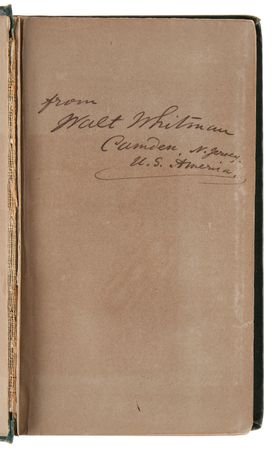 from
Walt Whitman
Camden, N. Jersey,
U. S. America.